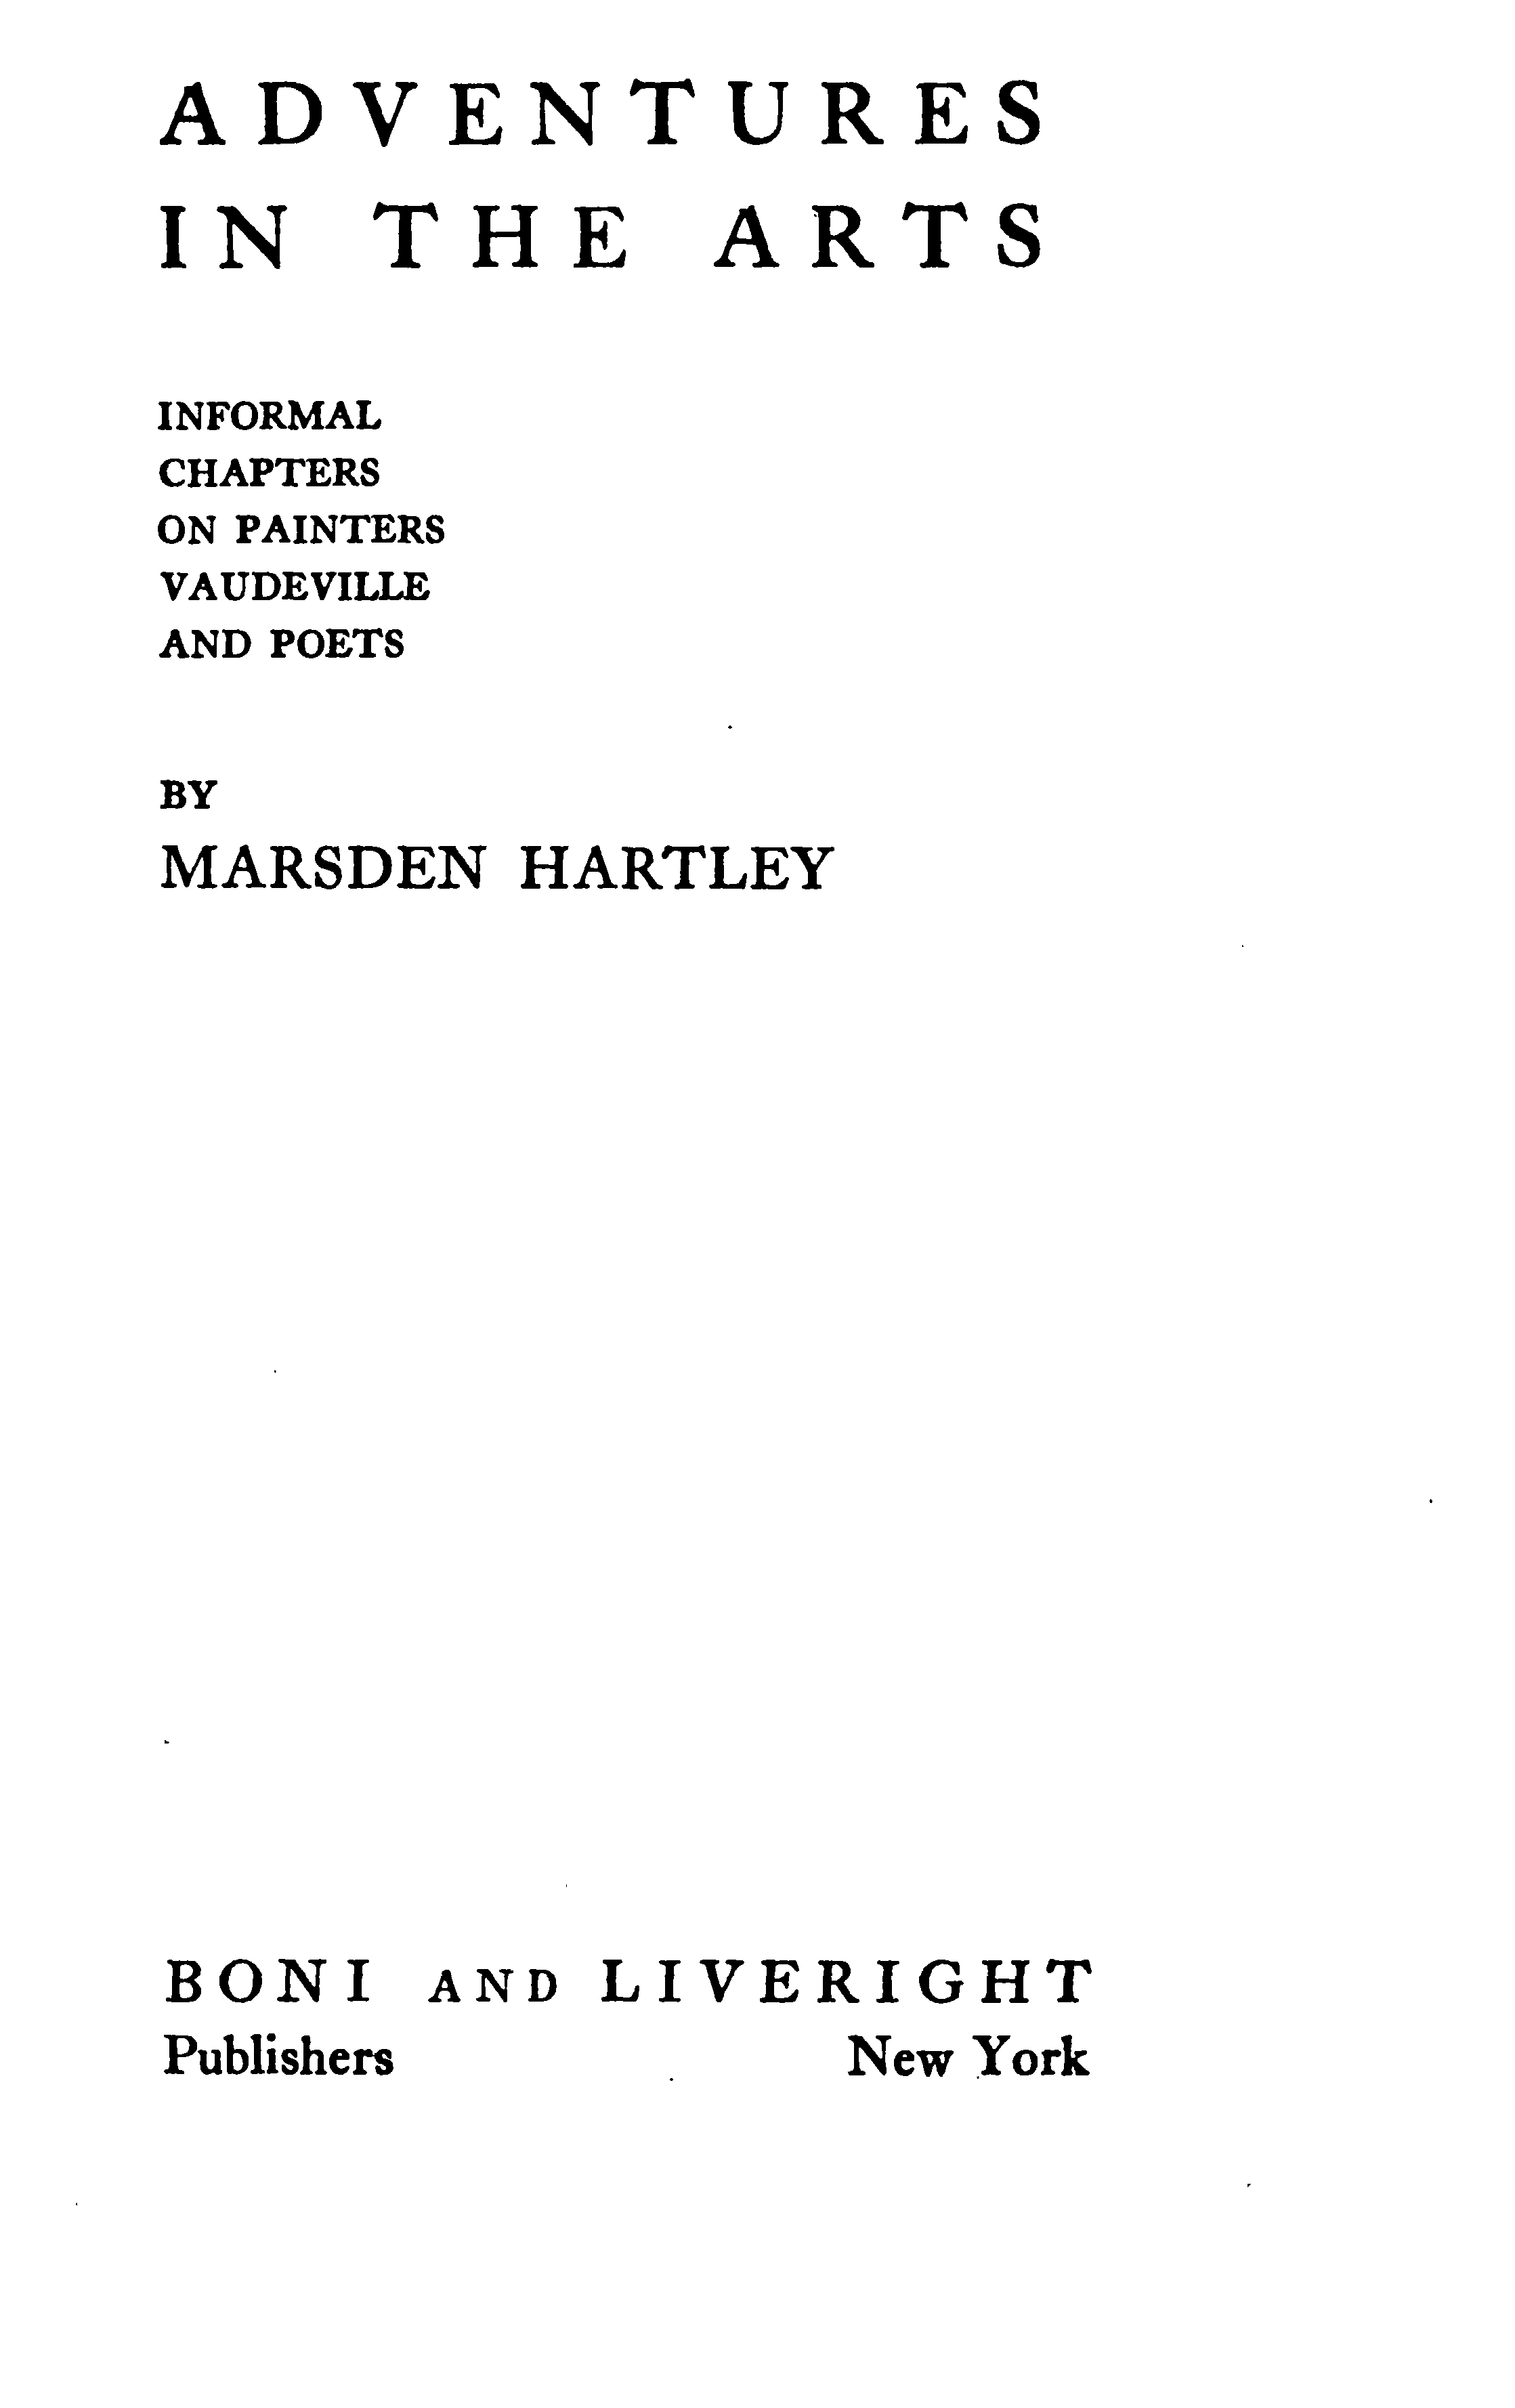 ADVENTURES
IN THE ARTS
INFORMAL
CHAPTERS
ON PAINTERS
VAUDEVILLE
AND POETS
BY
MARSDEN HARTLEY
BONI AND LIVERIGHT
Publishers New York